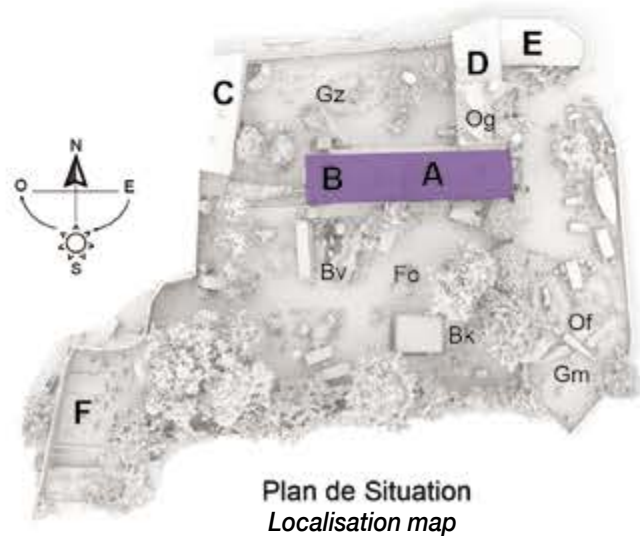 D
E
C
Gz
Og
N
B
A
O
E
S
Bv
Fo
Bk
Of
Gm
F
Plan de Situation
Localisation map